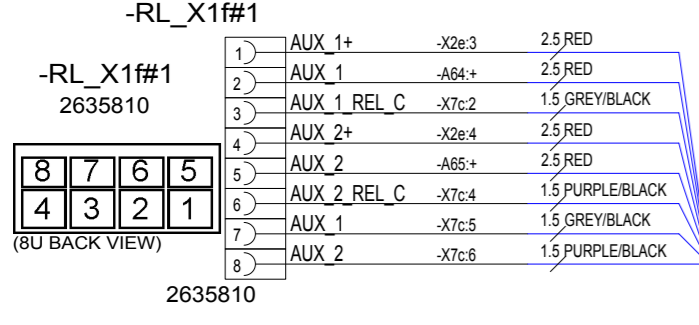 -RL_X1f#1
-RL_X1f#1
2635810
8 7 6 5
4 3 2 1
(8U BACK VIEW)
1 AUX_1+ -X2e:3 2.5 RED
2 AUX_1 -A64:+ 2.5 RED
3 AUX_1_REL_C -X7c:2 1.5 GREY/BLACK
4 AUX_2+ -X2e:4 2.5 RED
5 AUX_2 -A65:+ 2.5 RED
6 AUX_2_REL_C -X7c:4 1.5 PURPLE/BLACK
7 AUX_1 -X7c:5 1.5 GREY/BLACK
8 AUX_2 -X7c:6 1.5 PURPLE/BLACK
2635810